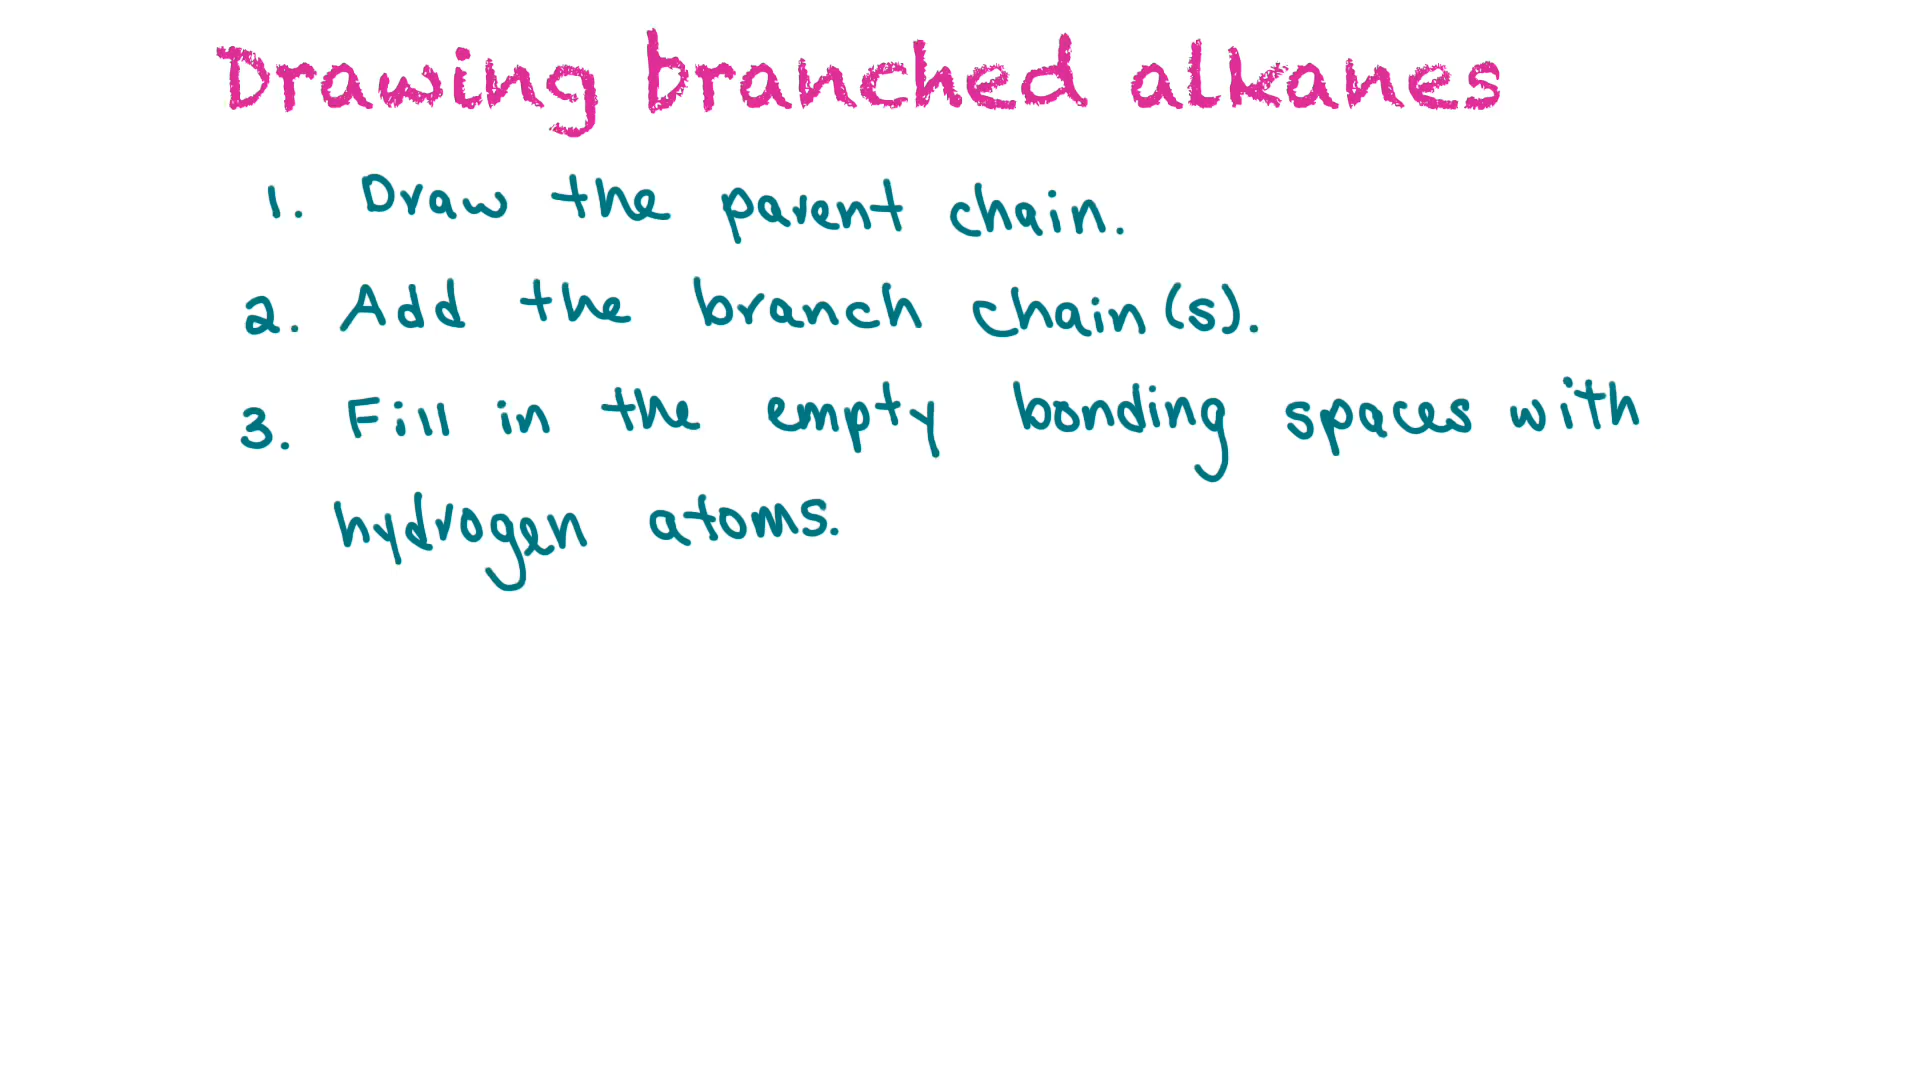 Drawing branched alkanes
1. Draw the parent chain.
2. Add the branch chain(s).
3. Fill in the empty bonding spaces with
hydrogen atoms.